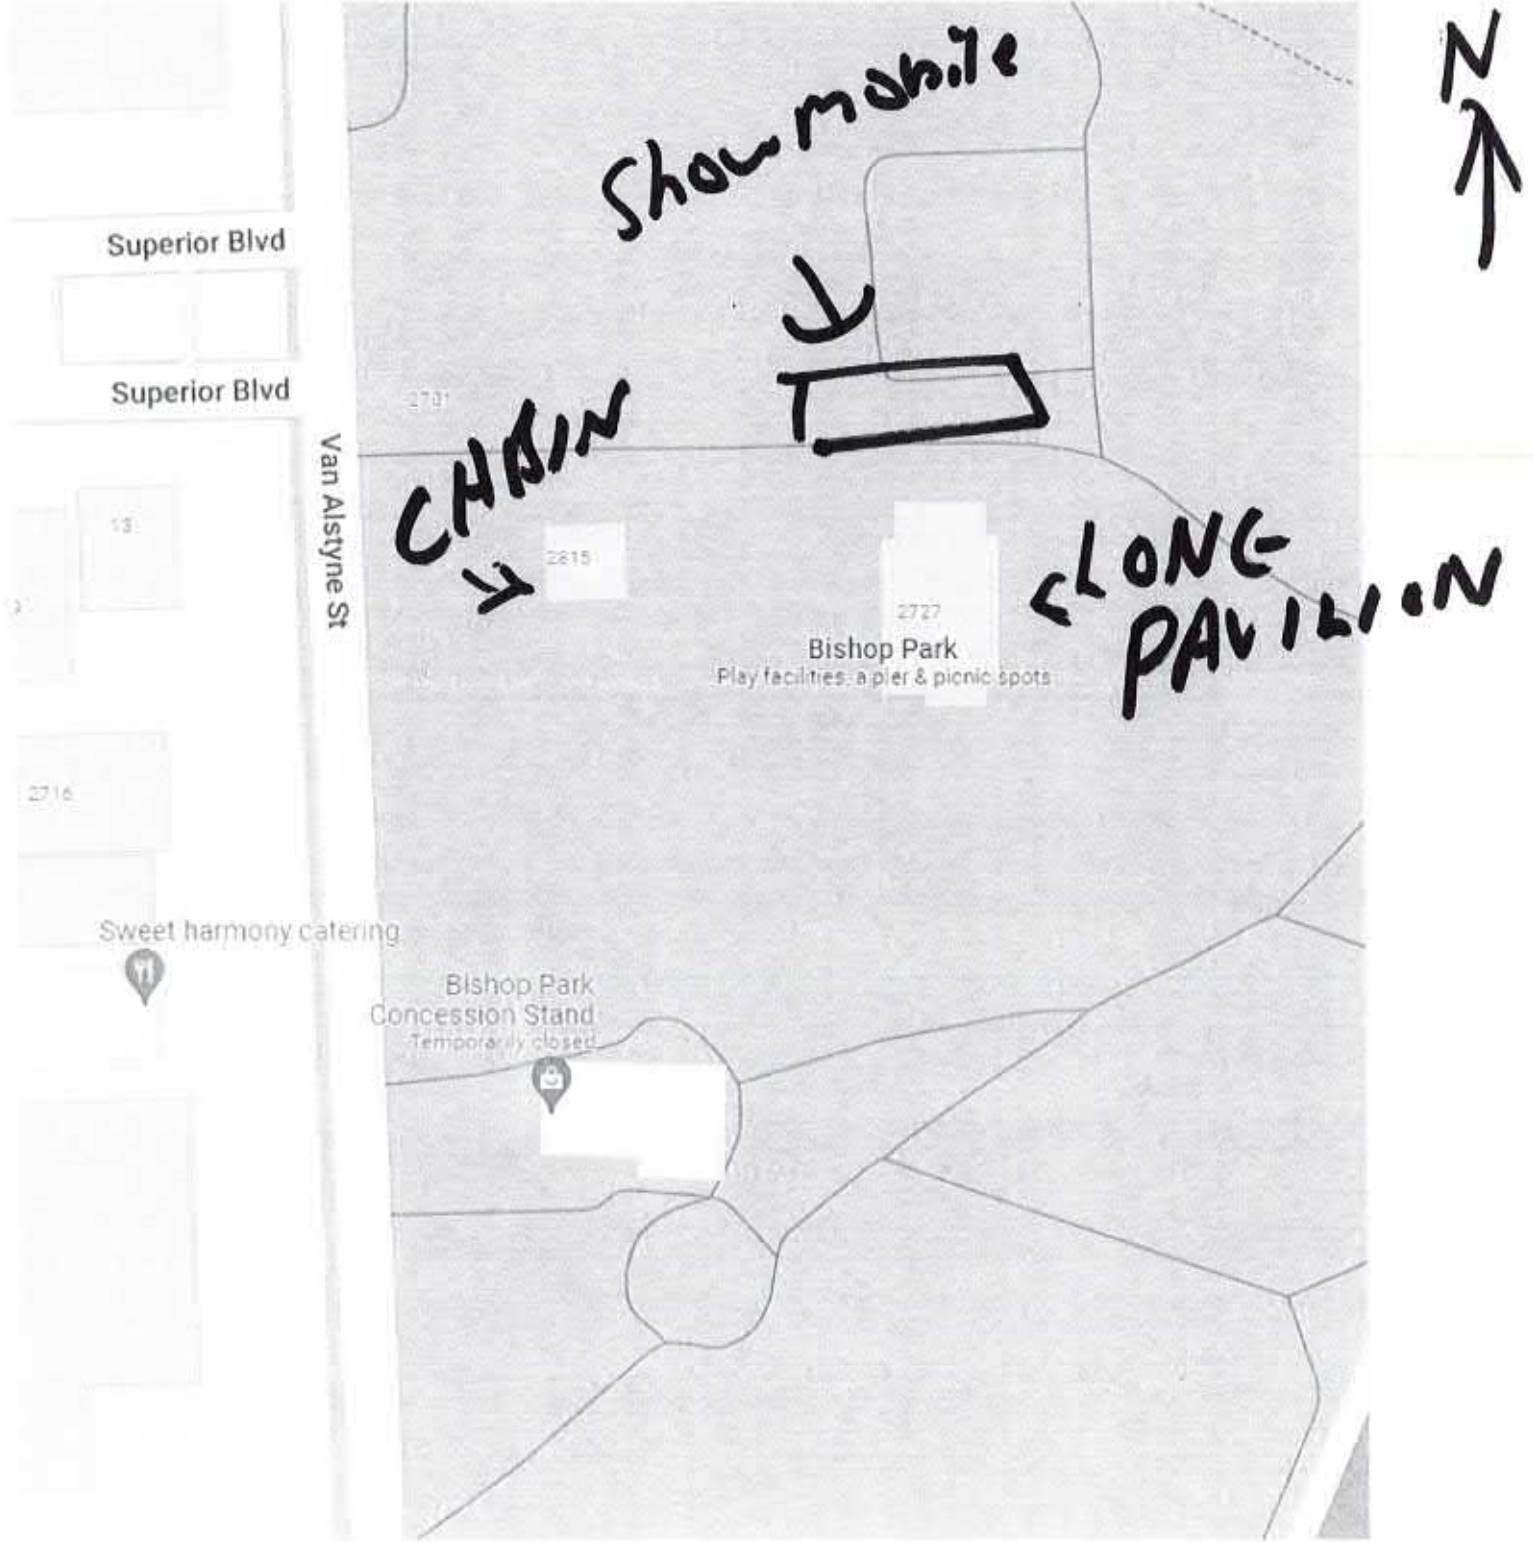 N
Showmobile
Superior Blvd
Superior Blvd
2701
CHAIN
Van Alstyne St
2815
LONG
PAVILION
2727
Bishop Park
Play facilities, a pier & picnic spots
2716
Sweet harmony catering
Bishop Park
Concession Stand
Temporarily closed